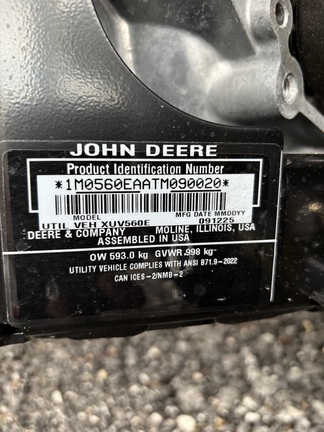 JOHN DEERE
Product Identification Number
*1M0560EAATM090020*
MODEL MFG DATE MMDDYY
UTIL VEH XUV560E 091225
DEERE & COMPANY MOLINE, ILLINOIS, USA
ASSEMBLED IN USA
OW 593.0 kg GVWR 998 kg
UTILITY VEHICLE COMPLIES WITH ANSI B71.9-2022
CAN ICES-2/NMB-2